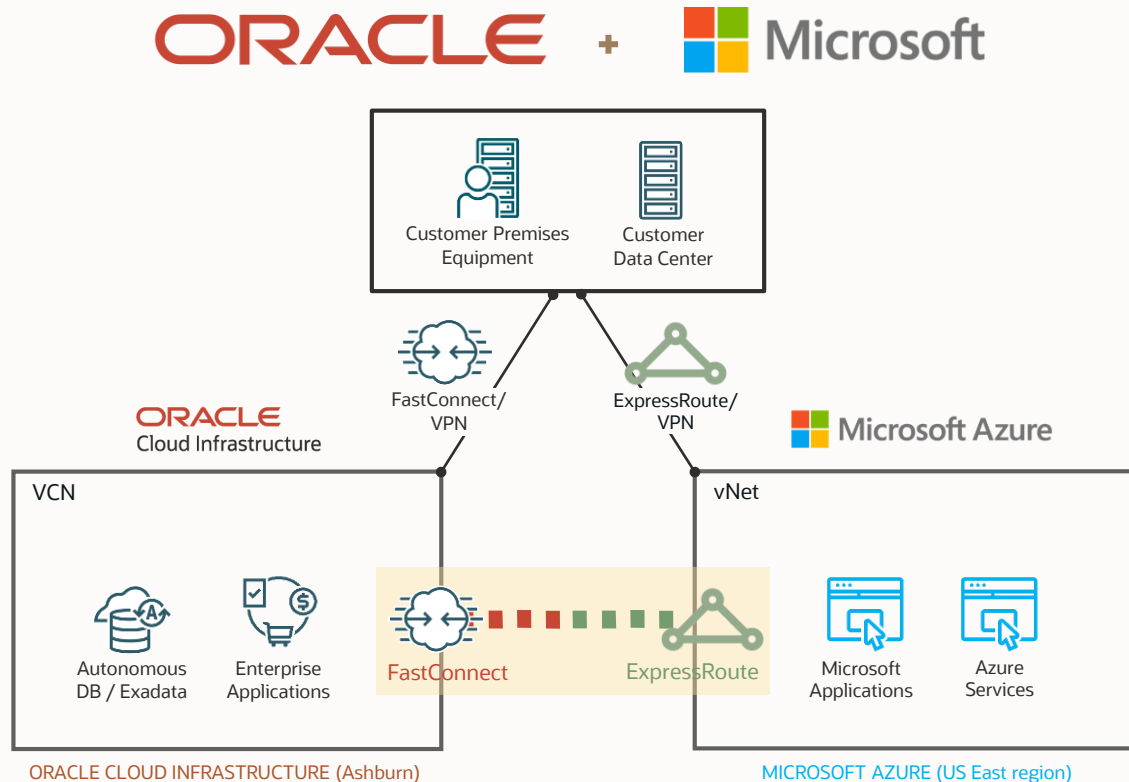 ORACLE + Microsoft
Customer Premises
Equipment
Customer
Data Center
FastConnect/
VPN
ExpressRoute/
VPN
ORACLE
Cloud Infrastructure
Microsoft Azure
VCN
vNet
A
$
Autonomous
DB / Exadata
Enterprise
Applications
FastConnect
ExpressRoute
Microsoft
Applications
Azure
Services
ORACLE CLOUD INFRASTRUCTURE (Ashburn)
MICROSOFT AZURE (US East region)